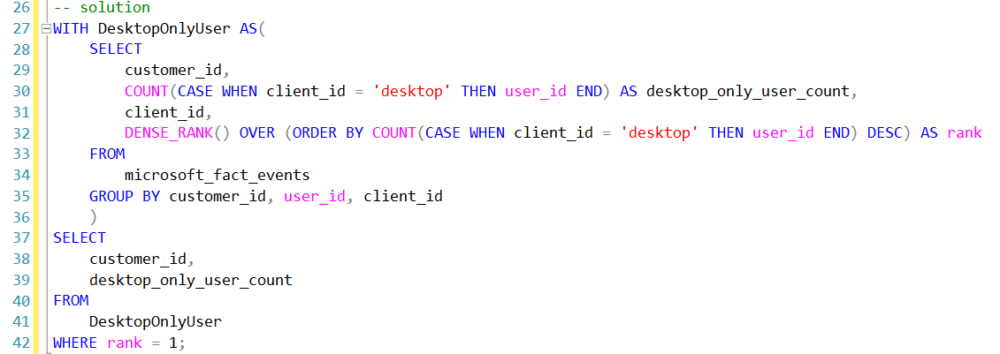 26 -- solution
27 WITH DesktopOnlyUser AS(
28 SELECT
29 customer_id,
30 COUNT(CASE WHEN client_id = 'desktop' THEN user_id END) AS desktop_only_user_count,
31 client_id,
32 DENSE_RANK() OVER (ORDER BY COUNT(CASE WHEN client_id = 'desktop' THEN user_id END) DESC) AS rank
33 FROM
34 microsoft_fact_events
35 GROUP BY customer_id, user_id, client_id
36 )
37 SELECT
38 customer_id,
39 desktop_only_user_count
40 FROM
41 DesktopOnlyUser
42 WHERE rank = 1;